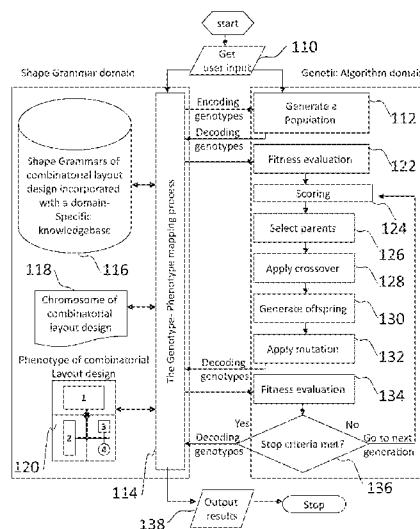 start
Get
user input
110
Shape Grammar domain
Genetic Algorithm domain
Encoding
genotypes
Decoding
genotypes
Generate a
Population
112
Fitness evaluation
122
Shape Grammars of
combinatorial layout
design incorporated
with a domain-
Specific
knowledgebase
116
Scoring
124
Select parents
126
118
Chromosome of
combinatorial
layout design
Apply crossover
128
Generate offspring
130
The Genotype- Phenotype mapping process
Apply mutation
132
Phenotype of combinatorial
Layout design
1
2
3
4
120
Decoding
genotypes
Fitness evaluation
134
Yes
No
Decoding
genotypes
Stop criteria met?
Go to next
generation
114
136
Output
results
138
Stop